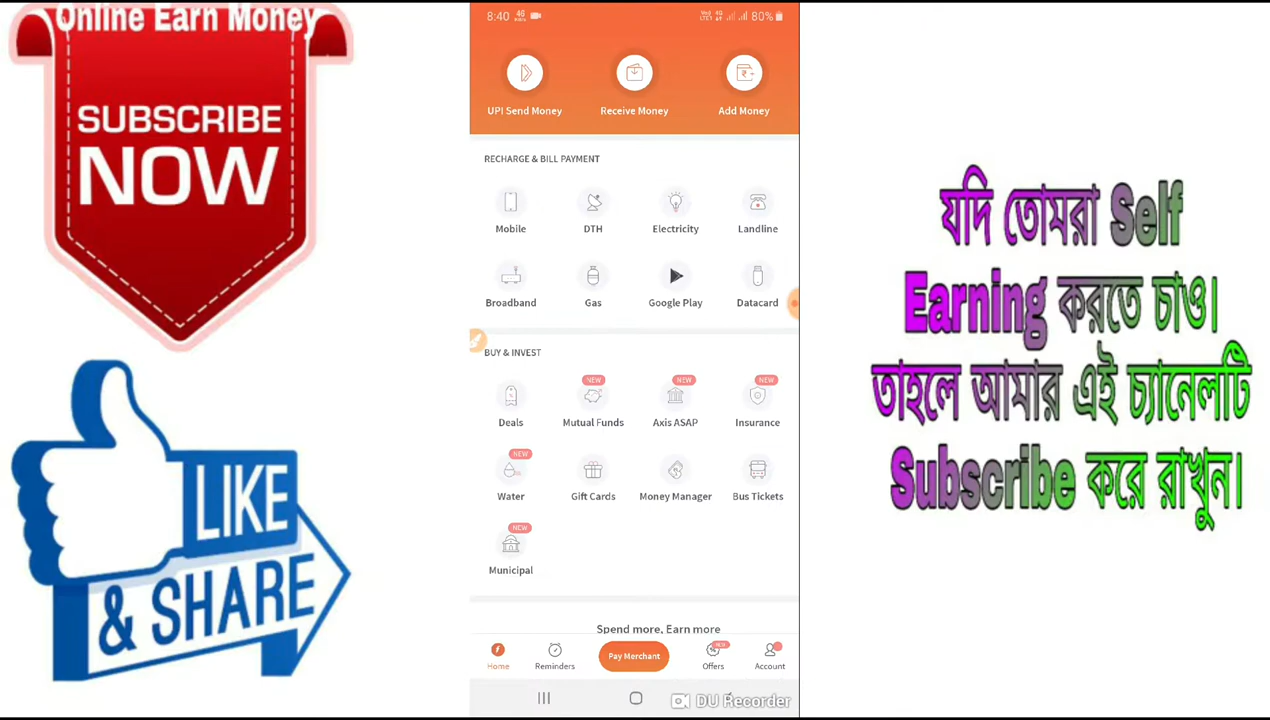 Online Earn Money
SUBSCRIBE
NOW
LIKE
& SHARE
8:40 80%
UPI Send Money Receive Money Add Money
RECHARGE & BILL PAYMENT
Mobile DTH Electricity Landline
Broadband Gas Google Play Datacard
BUY & INVEST
NEW NEW NEW
Deals Mutual Funds Axis ASAP Insurance
NEW
Water Gift Cards Money Manager Bus Tickets
NEW
Municipal
Spend more, Earn more
Home Reminders Pay Merchant Offers Account
DU Recorder
যদি তোমরা Self
Earning করতে চাও।
তাহলে আমার এই চ্যানেলটি
Subscribe করে রাখুন।